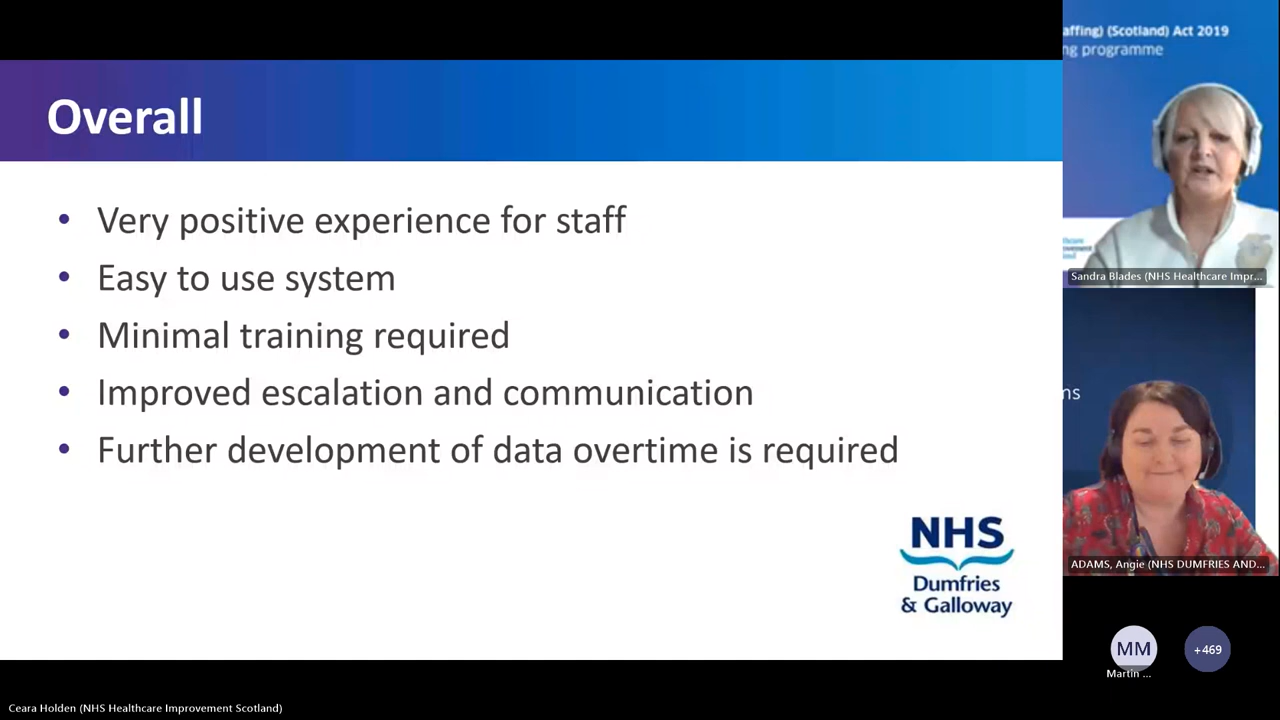 Overall
• Very positive experience for staff
• Easy to use system
• Minimal training required
• Improved escalation and communication
• Further development of data overtime is required
NHS
Dumfries
& Galloway
affing) (Scotland) Act 2019
ng programme
Sandra Blades (NHS Healthcare Impr...
ns
ADAMS, Angie (NHS DUMFRIES AND...
MM
+469
Martin ...
Ceara Holden (NHS Healthcare Improvement Scotland)